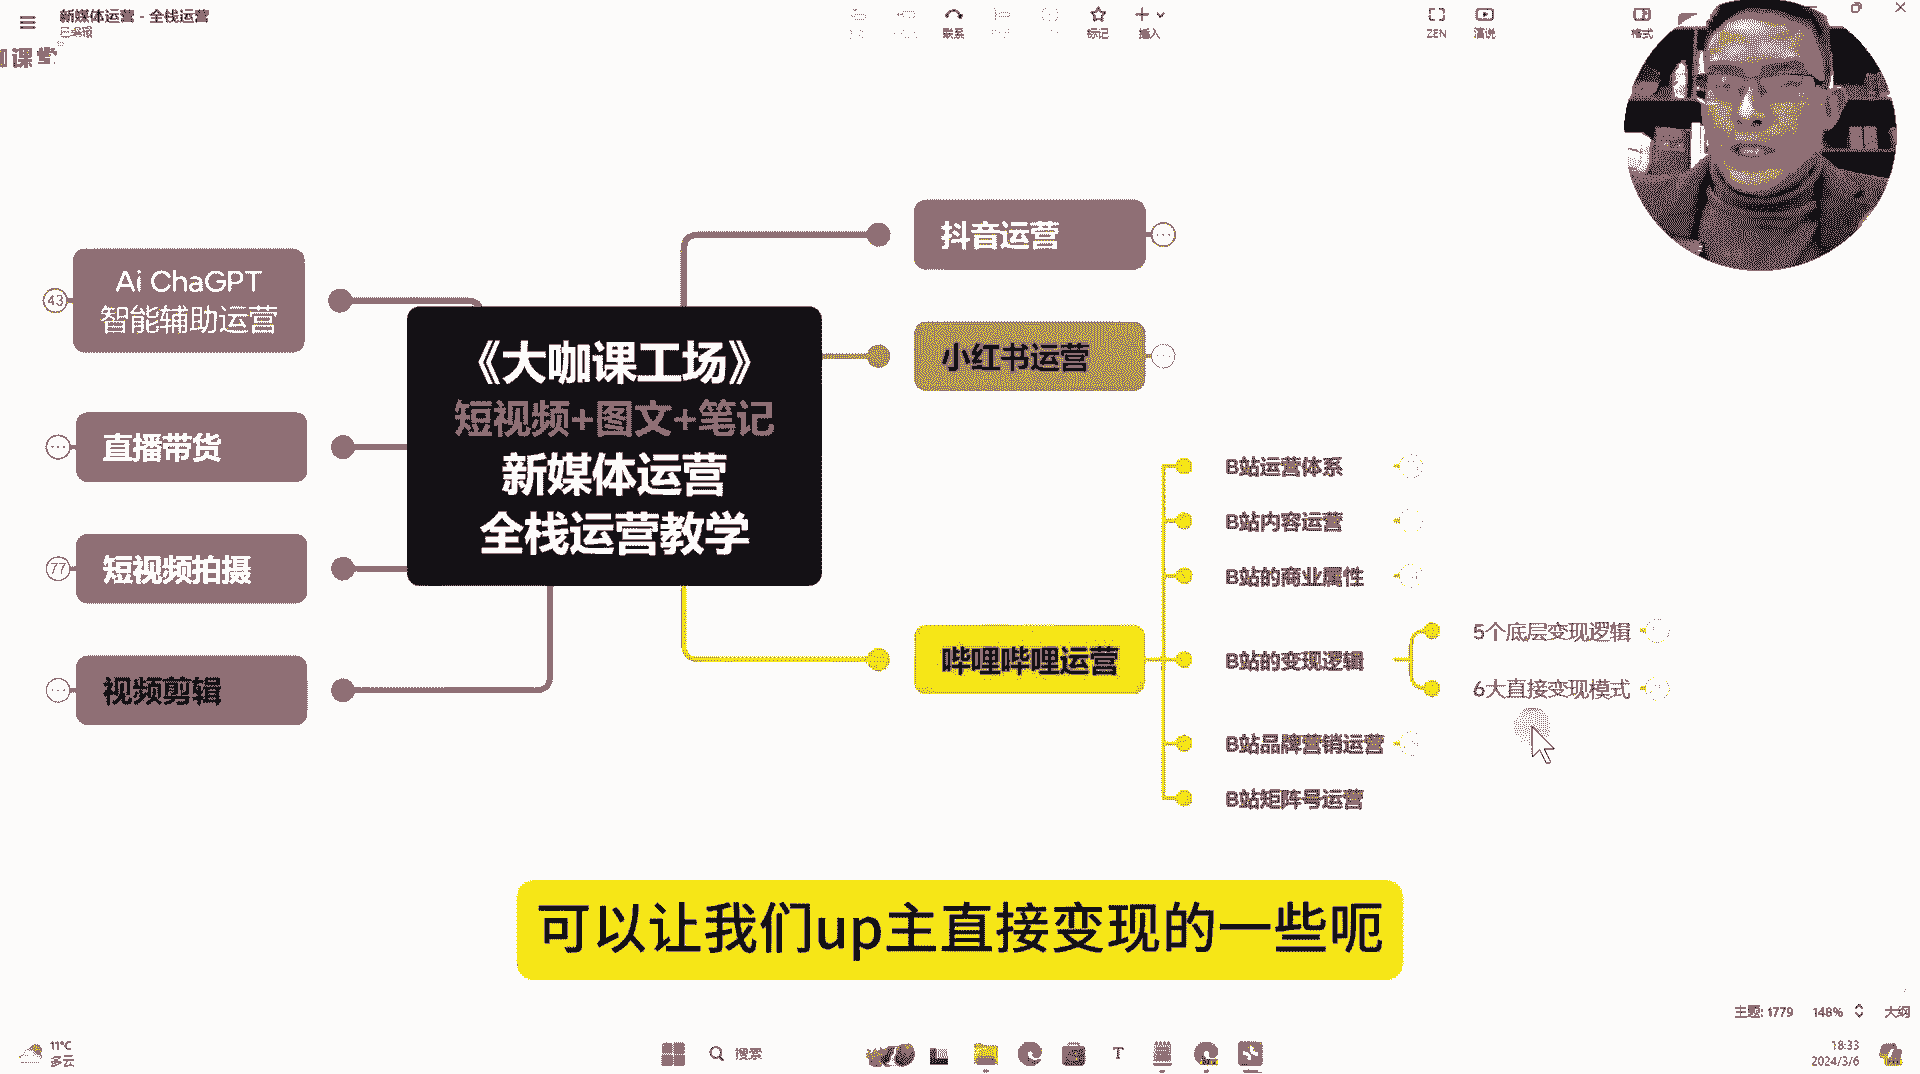 新媒体运营 - 全栈运营
已编辑
联系
标记
插入
ZEN
演说
格式
课堂
Ai ChaGPT
智能辅助运营
43
直播带货
短视频拍摄
77
视频剪辑
《大咖课工场》
短视频+图文+笔记
新媒体运营
全栈运营教学
抖音运营
小红书运营
哔哩哔哩运营
B站运营体系
B站内容运营
B站的商业属性
B站的变现逻辑
5个底层变现逻辑
6大直接变现模式
B站品牌营销运营
B站矩阵号运营
可以让我们up主直接变现的一些呃
主题: 1779
148%
大纲
11°C
多云
搜索
18:33
2024/3/6